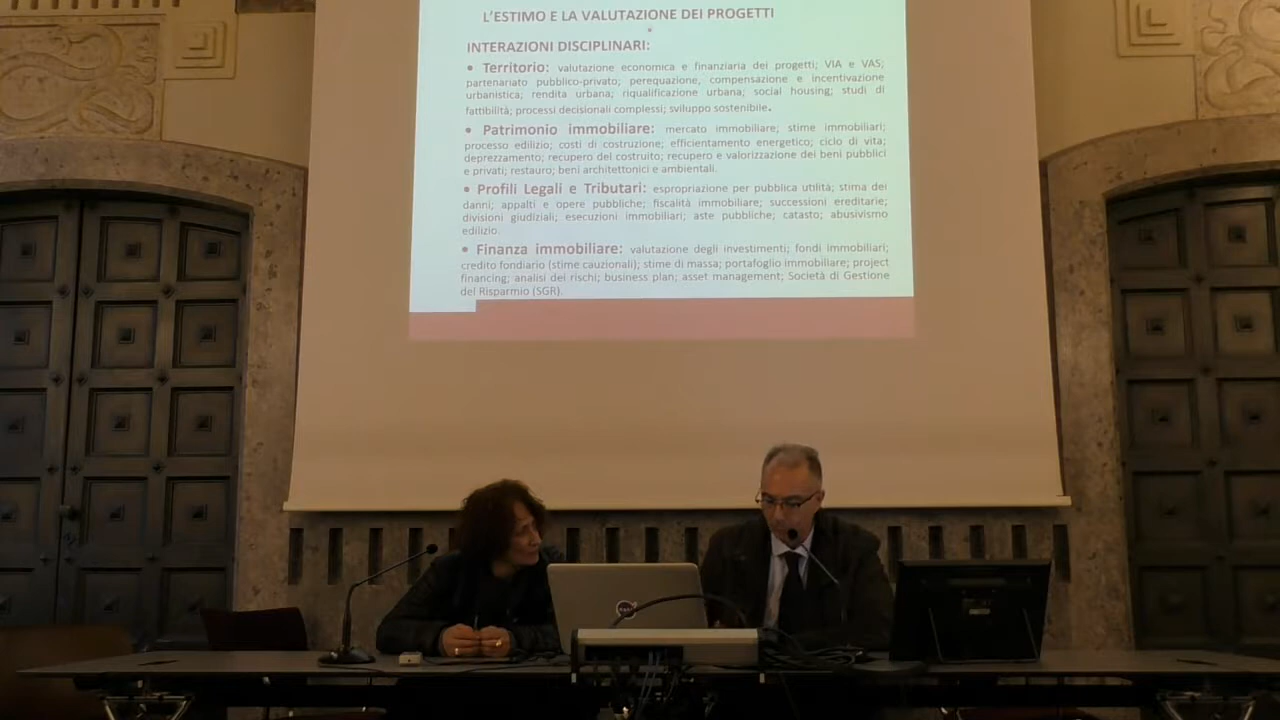 L'ESTIMO E LA VALUTAZIONE DEI PROGETTI
INTERAZIONI DISCIPLINARI:
• Territorio: valutazione economica e finanziaria dei progetti; VIA e VAS;
partenariato pubblico-privato; perequazione, compensazione e incentivazione
urbanistica; rendita urbana; riqualificazione urbana; social housing; studi di
fattibilità; processi decisionali complessi; sviluppo sostenibile.
• Patrimonio immobiliare: mercato immobiliare; stime immobiliari;
processo edilizio; costi di costruzione; efficientamento energetico; ciclo di vita;
deprezzamento; recupero del costruito; recupero e valorizzazione dei beni pubblici
e privati; restauro; beni architettonici e ambientali.
• Profili Legali e Tributari: espropriazione per pubblica utilità; stima dei
danni; appalti e opere pubbliche; fiscalità immobiliare; successioni ereditarie;
divisioni giudiziali; esecuzioni immobiliari; aste pubbliche; catasto; abusivismo
edilizio.
• Finanza immobiliare: valutazione degli investimenti; fondi immobiliari;
credito fondiario (stime cauzionali); stime di massa; portafoglio immobiliare; project
financing; analisi dei rischi; business plan; asset management; Società di Gestione
del Risparmio (SGR).